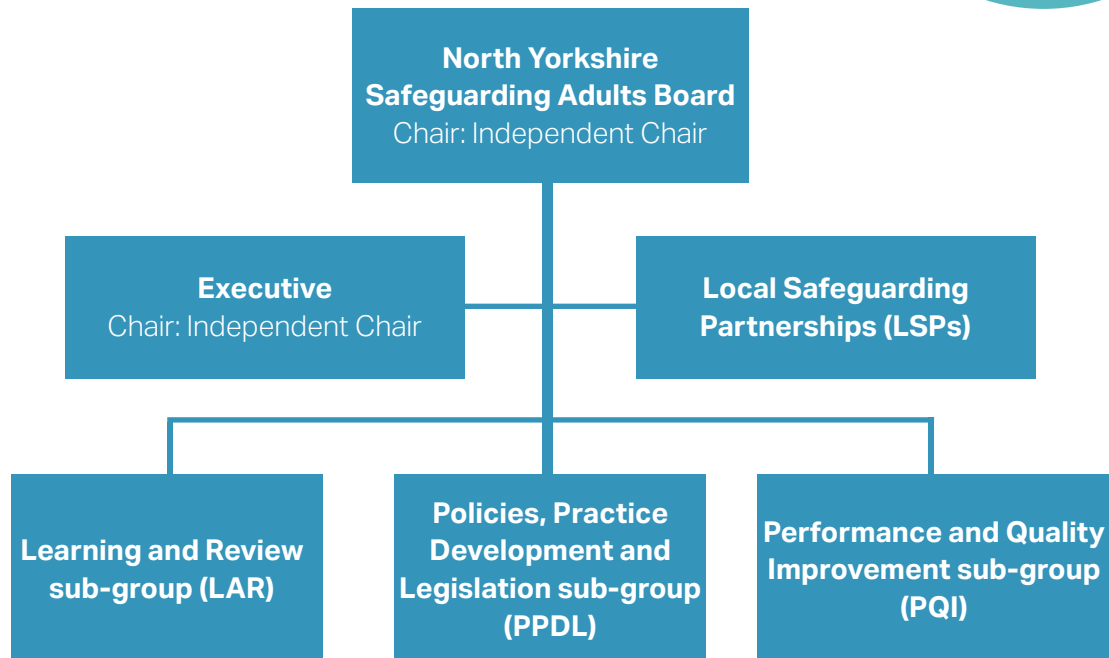 North Yorkshire
Safeguarding Adults Board
Chair: Independent Chair
Executive
Chair: Independent Chair
Local Safeguarding
Partnerships (LSPs)
Learning and Review
sub-group (LAR)
Policies, Practice
Development and
Legislation sub-group
(PPDL)
Performance and Quality
Improvement sub-group
(PQI)